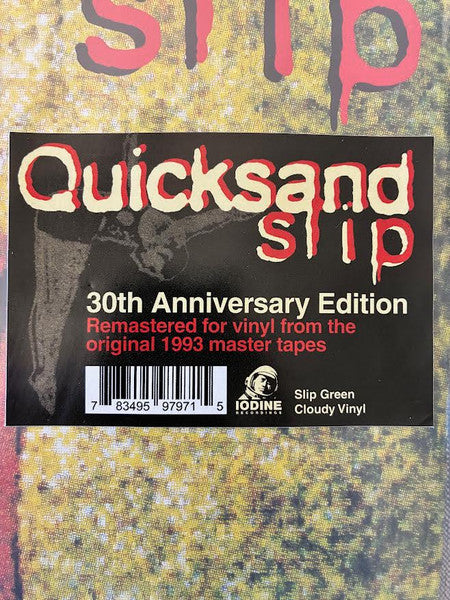 slip
Quicksand
slip
30th Anniversary Edition
Remastered for vinyl from the
original 1993 master tapes
7 83495 97971 5
IODINE
RECORDINGS
Slip Green
Cloudy Vinyl